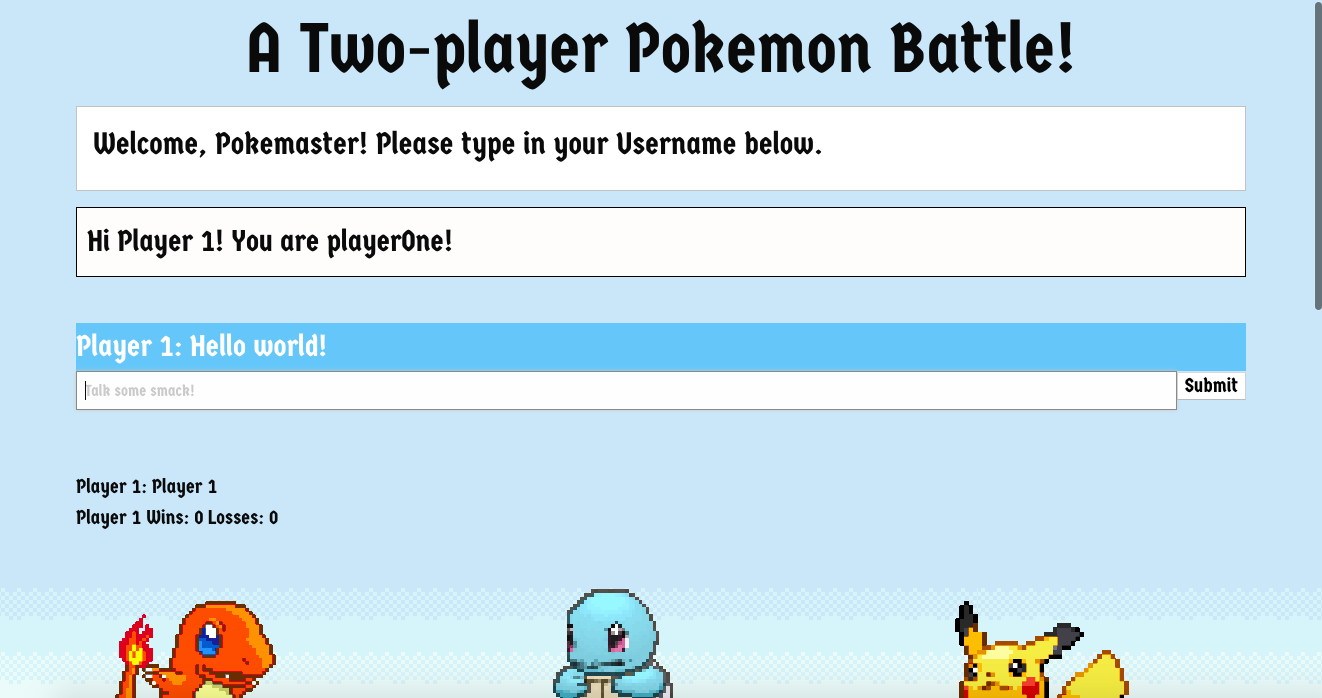 A Two-player Pokemon Battle!
Welcome, Pokemaster! Please type in your Username below.
Hi Player 1! You are playerOne!
Player 1: Hello world!
Talk some smack!
Submit
Player 1: Player 1
Player 1 Wins: 0 Losses: 0